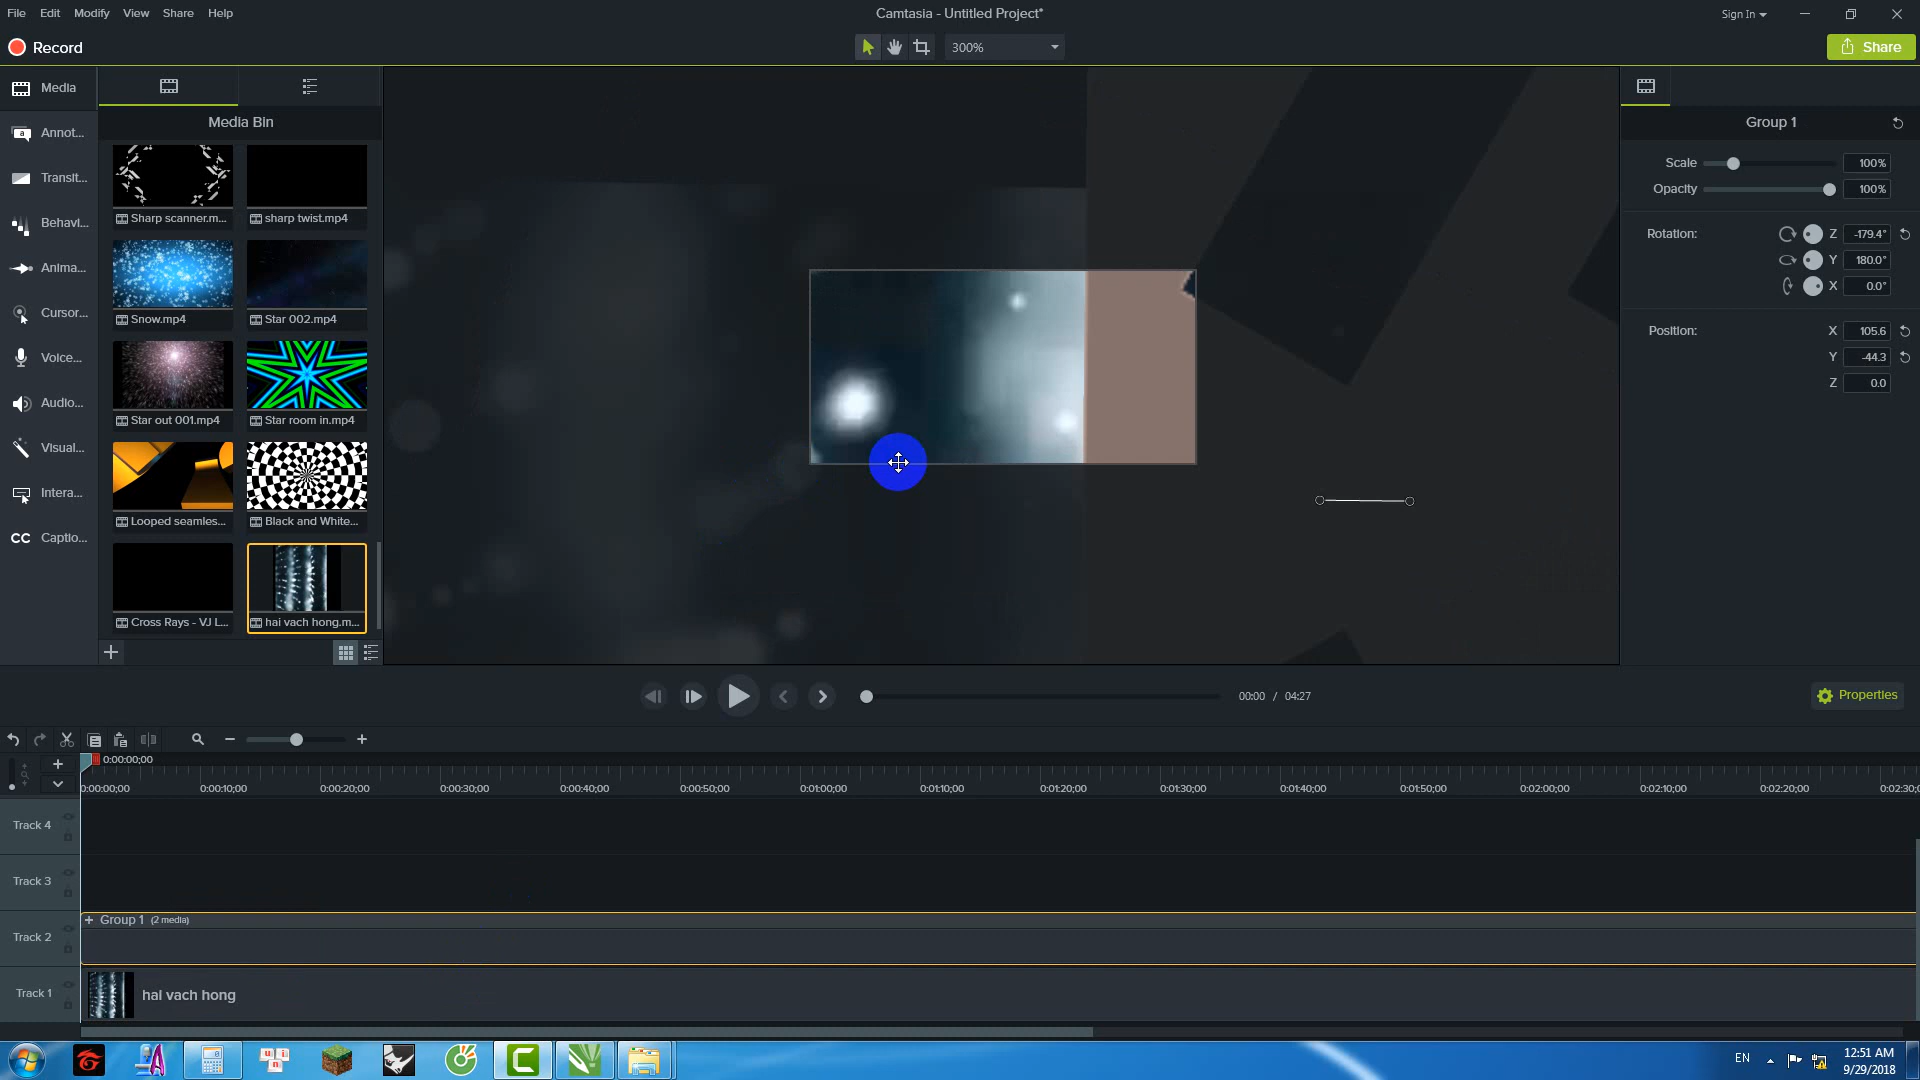 File Edit Modify View Share Help
Camtasia - Untitled Project*
Sign In
Record
300%
Share
Media
Annot...
Transit...
Behavi...
Anima...
Cursor...
Voice...
Audio...
Visual...
Intera...
CC Captio...
Media Bin
Sharp scanner.m... sharp twist.mp4
Snow.mp4 Star 002.mp4
Star out 001.mp4 Star room in.mp4
Looped seamles... Black and White...
Cross Rays - VJ L... hai vach hong.m...
Group 1
Scale 100%
Opacity 100%
Rotation: Z -179.4°
Y 180.0°
X 0.0°
Position: X 105.6
Y -44.3
Z 0.0
00:00 / 04:27
Properties
0:00:00;00
0:00:00;00 0:00:10;00 0:00:20;00 0:00:30;00 0:00:40;00 0:00:50;00 0:01:00;00 0:01:10;00 0:01:20;00 0:01:30;00 0:01:40;00 0:01:50;00 0:02:00;00 0:02:10;00 0:02:20;00 0:02:30;0
Track 4
Track 3
Group 1 (2 media)
Track 2
Track 1
hai vach hong
EN
12:51 AM
9/29/2018